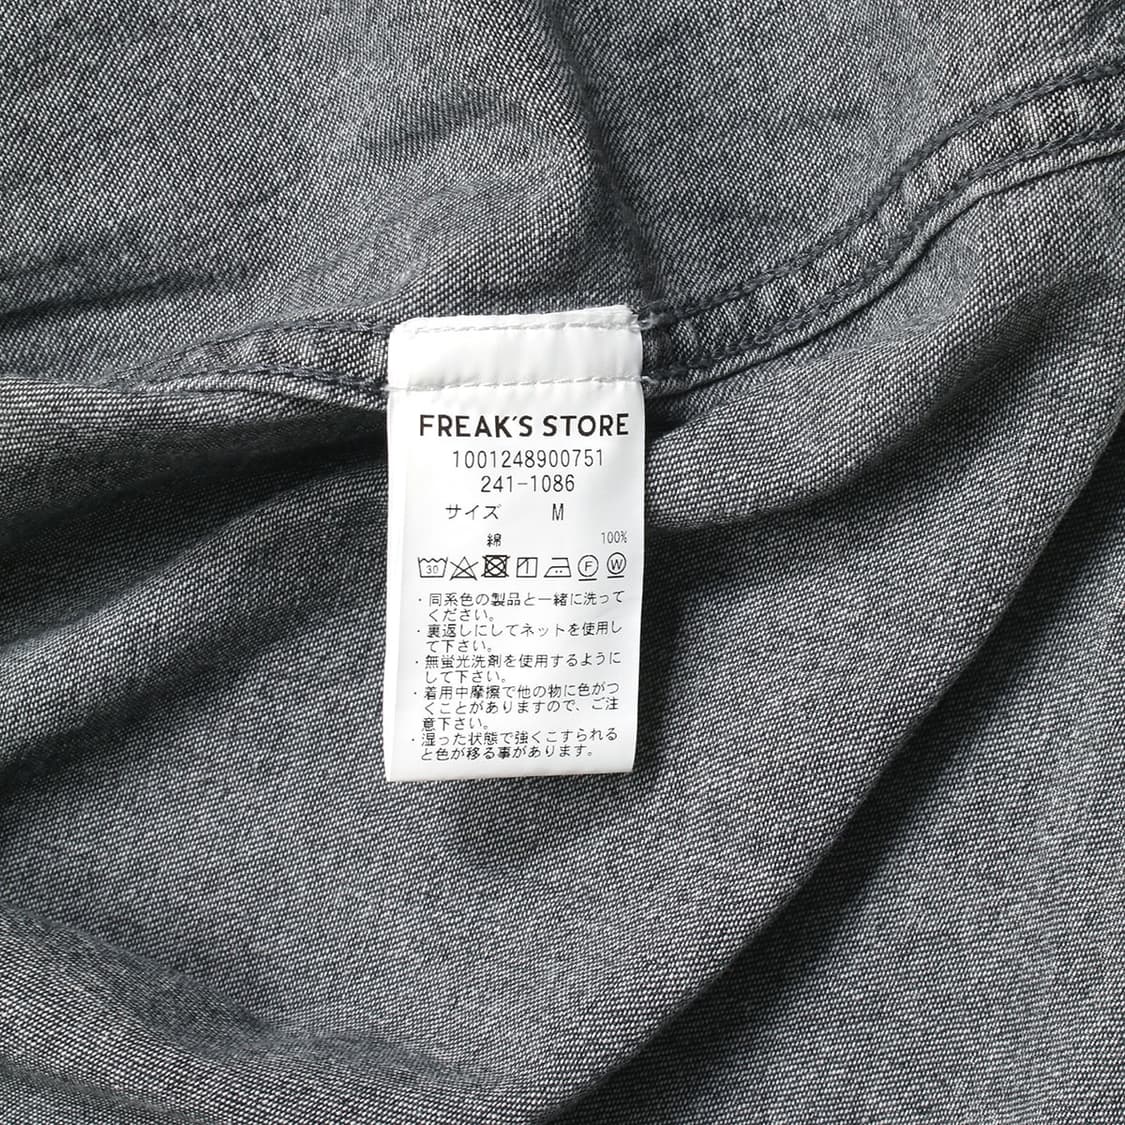 FREAK'S STORE
1001248900751
241-1086
サイズ M
綿 100%
30 1 F W
・同系色の製品と一緒に洗って
ください。
・裏返しにしてネットを使用し
て下さい。
・無蛍光洗剤を使用するように
して下さい。
・着用中摩擦で他の物に色がつ
くことがありますので、ご注
意下さい。
・湿った状態で強くこすられる
と色が移る事があります。